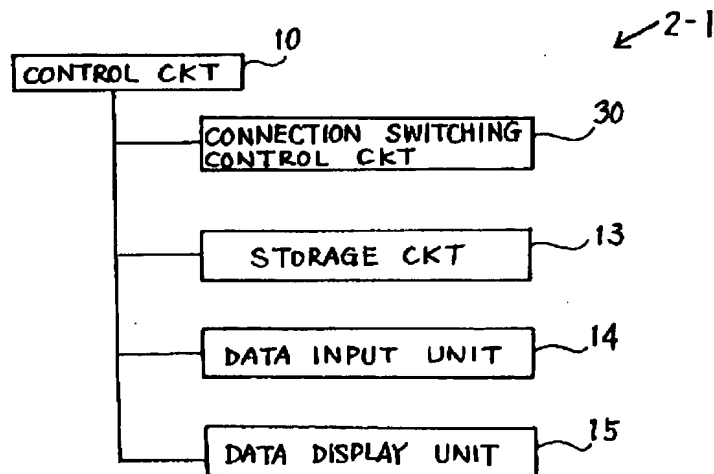 2-1
10
CONTROL CKT
30
CONNECTION SWITCHING
CONTROL CKT
13
STORAGE CKT
14
DATA INPUT UNIT
15
DATA DISPLAY UNIT